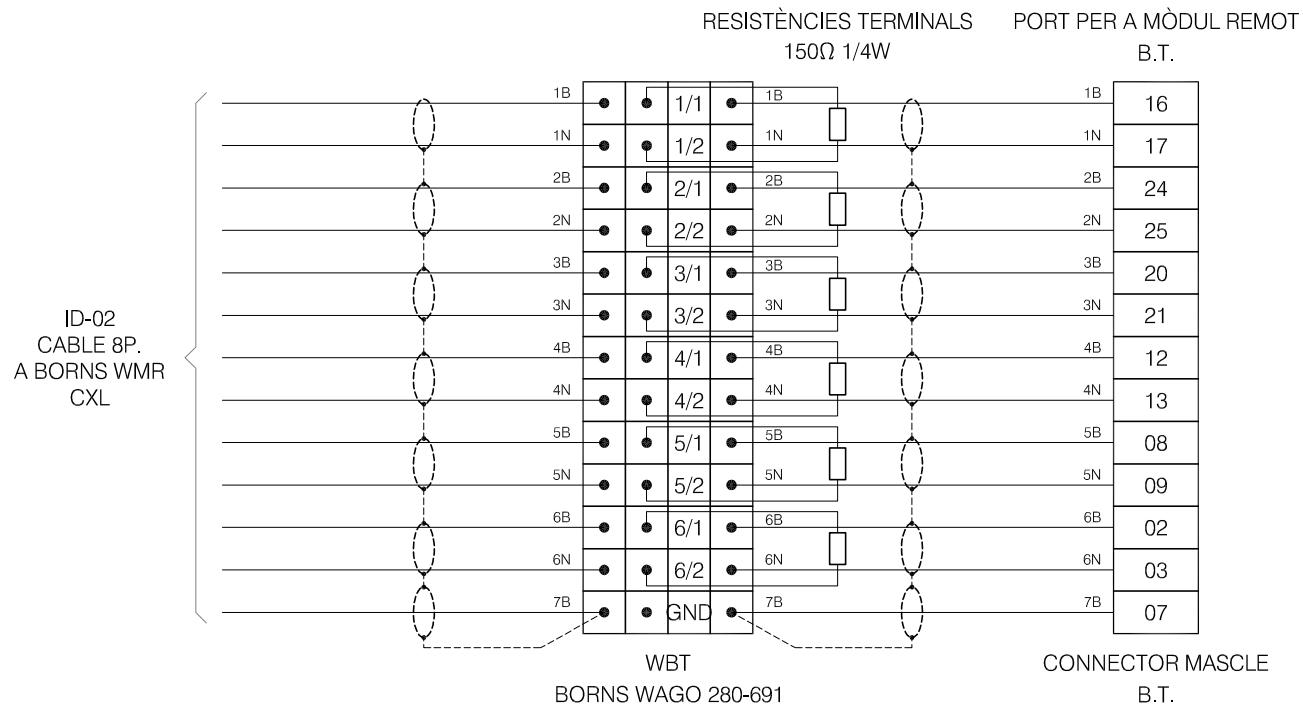 RESISTÈNCIES TERMINALS
150Ω 1/4W
PORT PER A MÒDUL REMOT
B.T.
1B 1/1 1B 1B 16
1N 1/2 1N 1N 17
2B 2/1 2B 2B 24
2N 2/2 2N 2N 25
3B 3/1 3B 3B 20
3N 3/2 3N 3N 21
ID-02
CABLE 8P.
A BORNS WMR
CXL
4B 4/1 4B 4B 12
4N 4/2 4N 4N 13
5B 5/1 5B 5B 08
5N 5/2 5N 5N 09
6B 6/1 6B 6B 02
6N 6/2 6N 6N 03
7B GND 7B 7B 07
WBT
BORNS WAGO 280-691
CONNECTOR MASCLE
B.T.